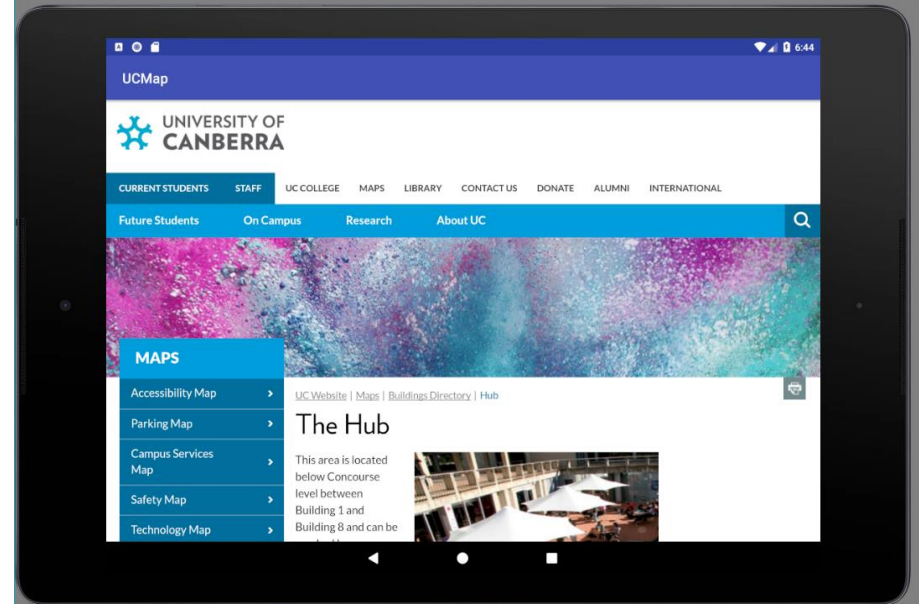 6:44
UCMap
UNIVERSITY OF
CANBERRA
CURRENT STUDENTS STAFF UC COLLEGE MAPS LIBRARY CONTACT US DONATE ALUMNI INTERNATIONAL
Future Students On Campus Research About UC
MAPS
Accessibility Map
Parking Map
Campus Services
Map
Safety Map
Technology Map
UC Website | Maps | Buildings Directory | Hub
The Hub
This area is located
below Concourse
level between
Building 1 and
Building 8 and can be